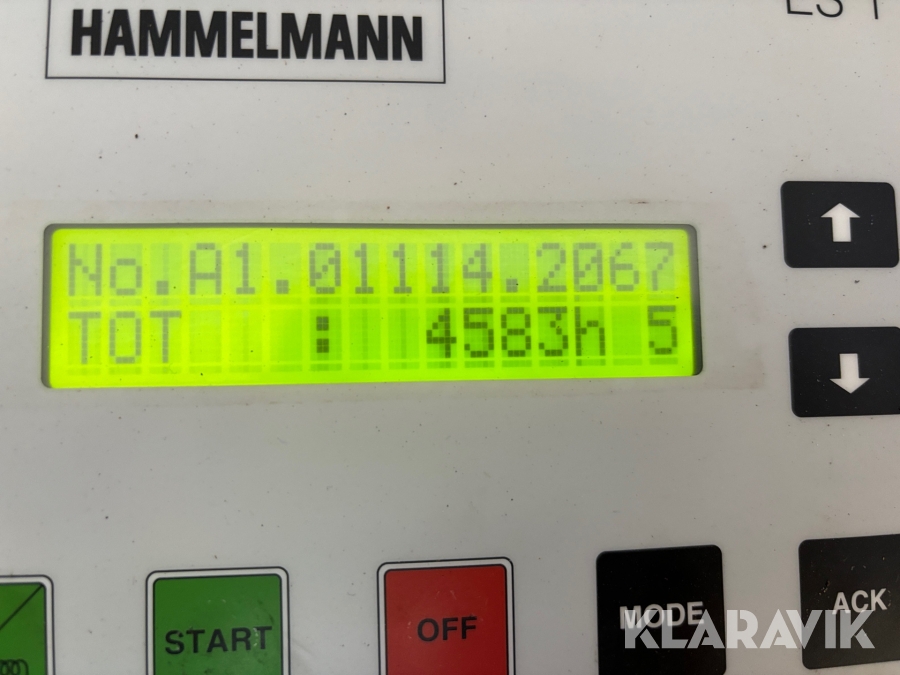 HAMMELMANN
No.A1.01114.2067
TOT : 4583h 5
START
OFF
MODE
ACK
KLARAVIK